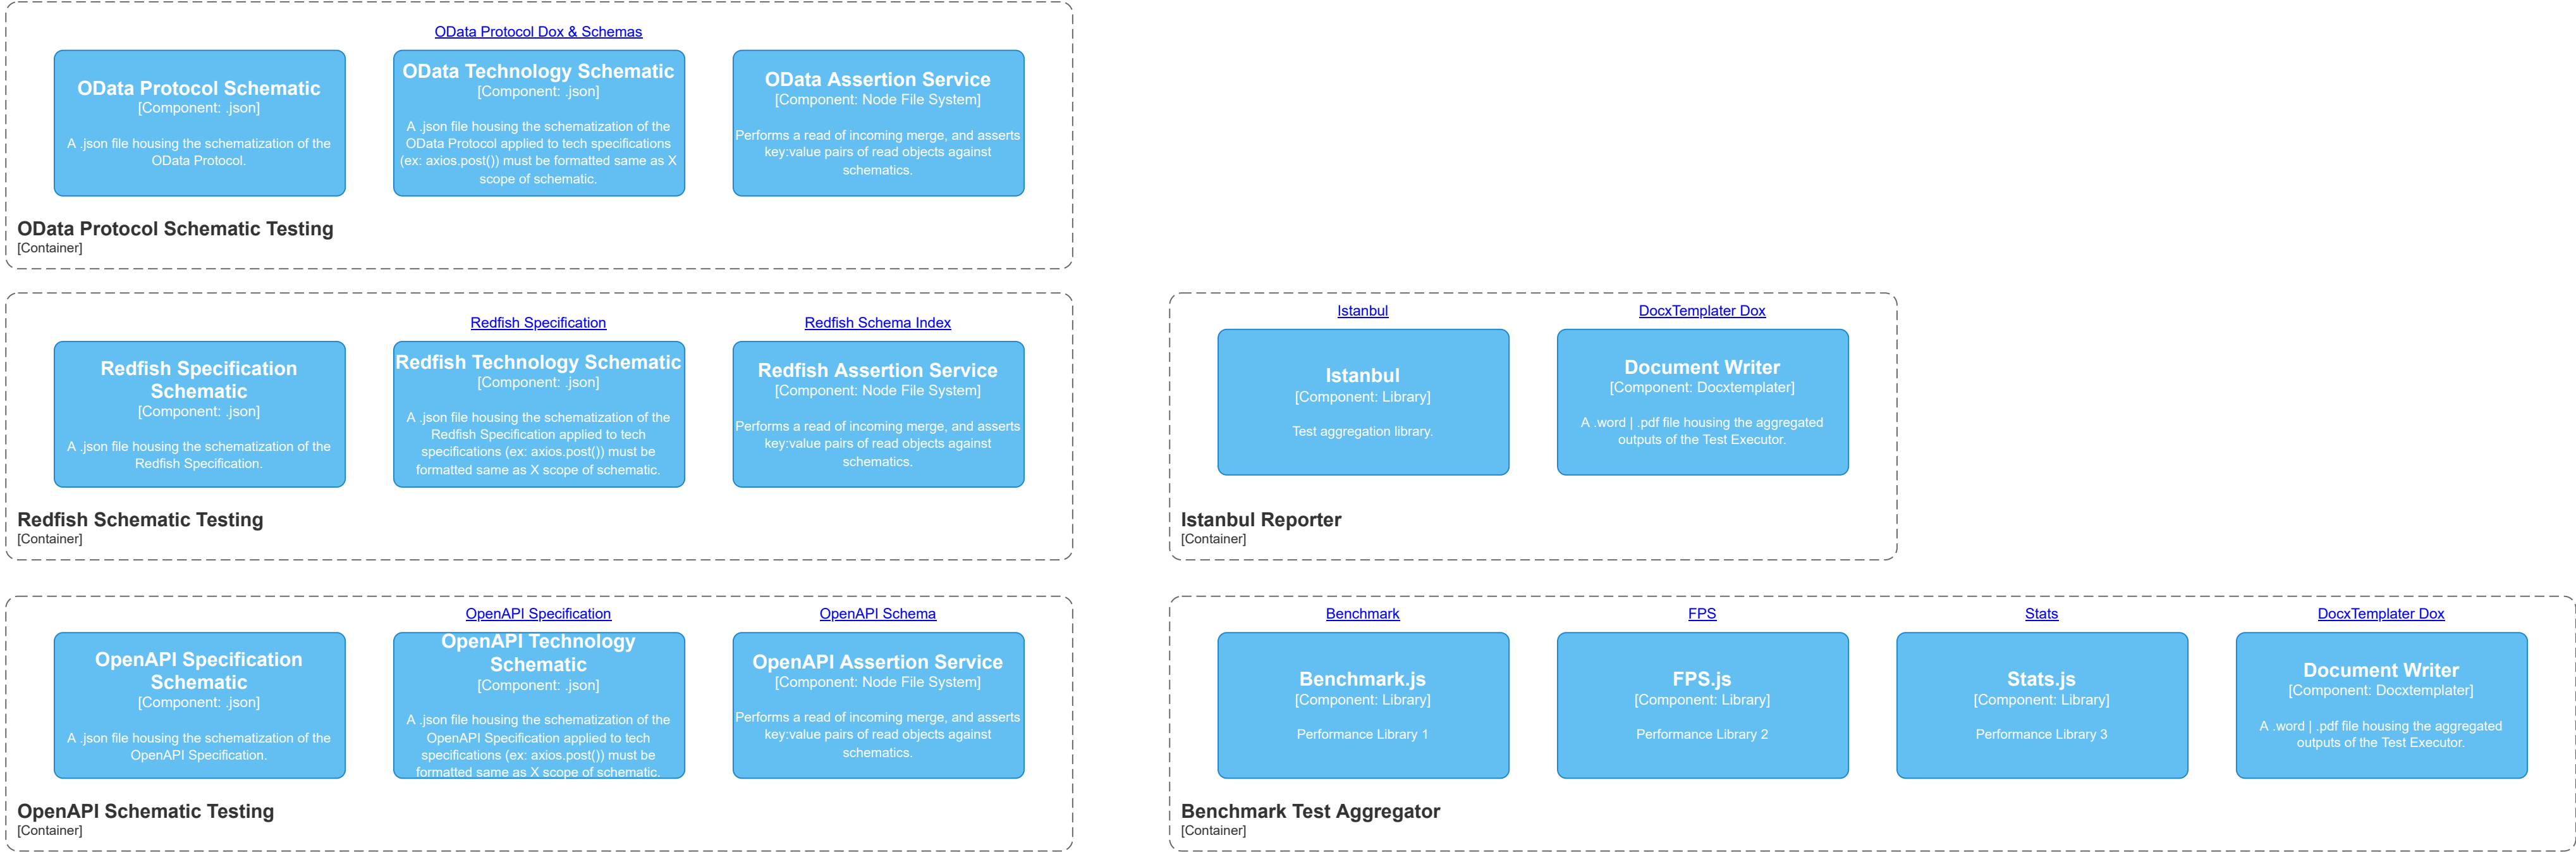 OData Protocol Dox & Schemas
OData Protocol Schematic
[Component: .json]
A .json file housing the schematization of the
OData Protocol.
OData Technology Schematic
[Component: .json]
A .json file housing the schematization of the
OData Protocol applied to tech specifications
(ex: axios.post()) must be formatted same as X
scope of schematic.
OData Assertion Service
[Component: Node File System]
Performs a read of incoming merge, and asserts
key:value pairs of read objects against
schematics.
OData Protocol Schematic Testing
[Container]
Redfish Specification
Redfish Schema Index
Redfish Specification
Schematic
[Component: .json]
A .json file housing the schematization of the
Redfish Specification.
Redfish Technology Schematic
[Component: .json]
A .json file housing the schematization of the
Redfish Specification applied to tech
specifications (ex: axios.post()) must be
formatted same as X scope of schematic.
Redfish Assertion Service
[Component: Node File System]
Performs a read of incoming merge, and asserts
key:value pairs of read objects against
schematics.
Redfish Schematic Testing
[Container]
Istanbul
DocxTemplater Dox
Istanbul
[Component: Library]
Test aggregation library.
Document Writer
[Component: Docxtemplater]
A .word | .pdf file housing the aggregated
outputs of the Test Executor.
Istanbul Reporter
[Container]
OpenAPI Specification
OpenAPI Schema
OpenAPI Specification
Schematic
[Component: .json]
A .json file housing the schematization of the
OpenAPI Specification.
OpenAPI Technology
Schematic
[Component: .json]
A .json file housing the schematization of the
OpenAPI Specification applied to tech
specifications (ex: axios.post()) must be
formatted same as X scope of schematic.
OpenAPI Assertion Service
[Component: Node File System]
Performs a read of incoming merge, and asserts
key:value pairs of read objects against
schematics.
OpenAPI Schematic Testing
[Container]
Benchmark
FPS
Stats
DocxTemplater Dox
Benchmark.js
[Component: Library]
Performance Library 1
FPS.js
[Component: Library]
Performance Library 2
Stats.js
[Component: Library]
Performance Library 3
Document Writer
[Component: Docxtemplater]
A .word | .pdf file housing the aggregated
outputs of the Test Executor.
Benchmark Test Aggregator
[Container]